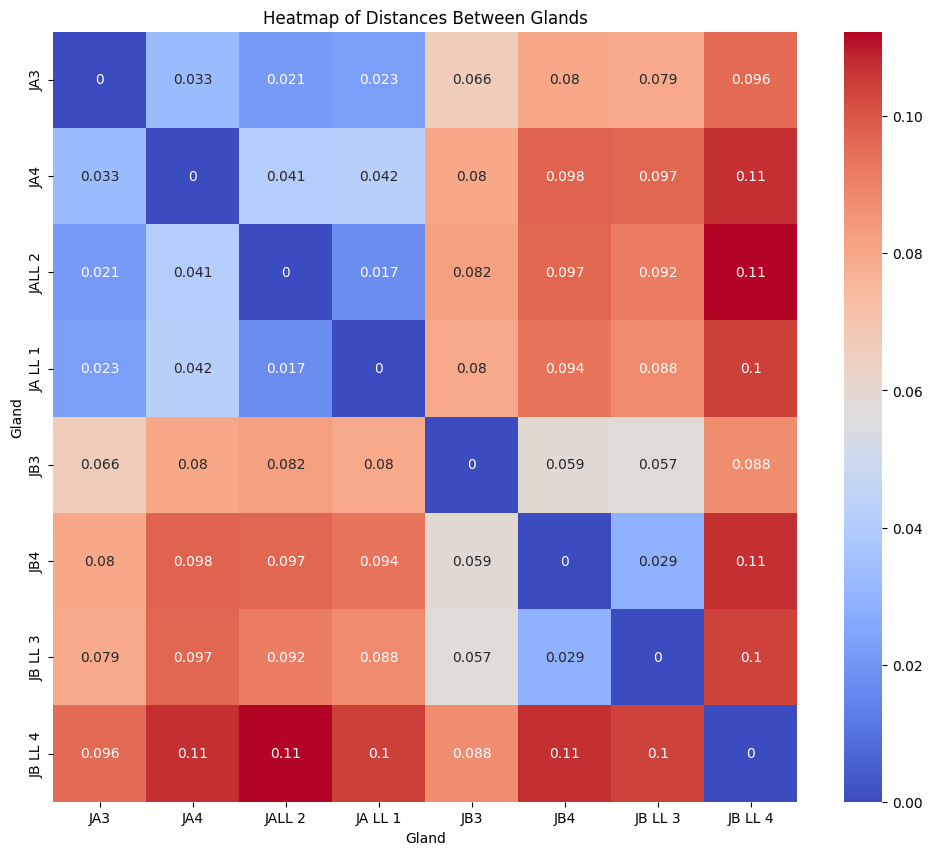 Heatmap of Distances Between Glands
JA3 0 0.033 0.021 0.023 0.066 0.08 0.079 0.096
JA4 0.033 0 0.041 0.042 0.08 0.098 0.097 0.11
JALL 2 0.021 0.041 0 0.017 0.082 0.097 0.092 0.11
JA LL 1 0.023 0.042 0.017 0 0.08 0.094 0.088 0.1
JB3 0.066 0.08 0.082 0.08 0 0.059 0.057 0.088
JB4 0.08 0.098 0.097 0.094 0.059 0 0.029 0.11
JB LL 3 0.079 0.097 0.092 0.088 0.057 0.029 0 0.1
JB LL 4 0.096 0.11 0.11 0.1 0.088 0.11 0.1 0
JA3 JA4 JALL 2 JA LL 1 JB3 JB4 JB LL 3 JB LL 4
Gland
Gland
0.10
0.08
0.06
0.04
0.02
0.00